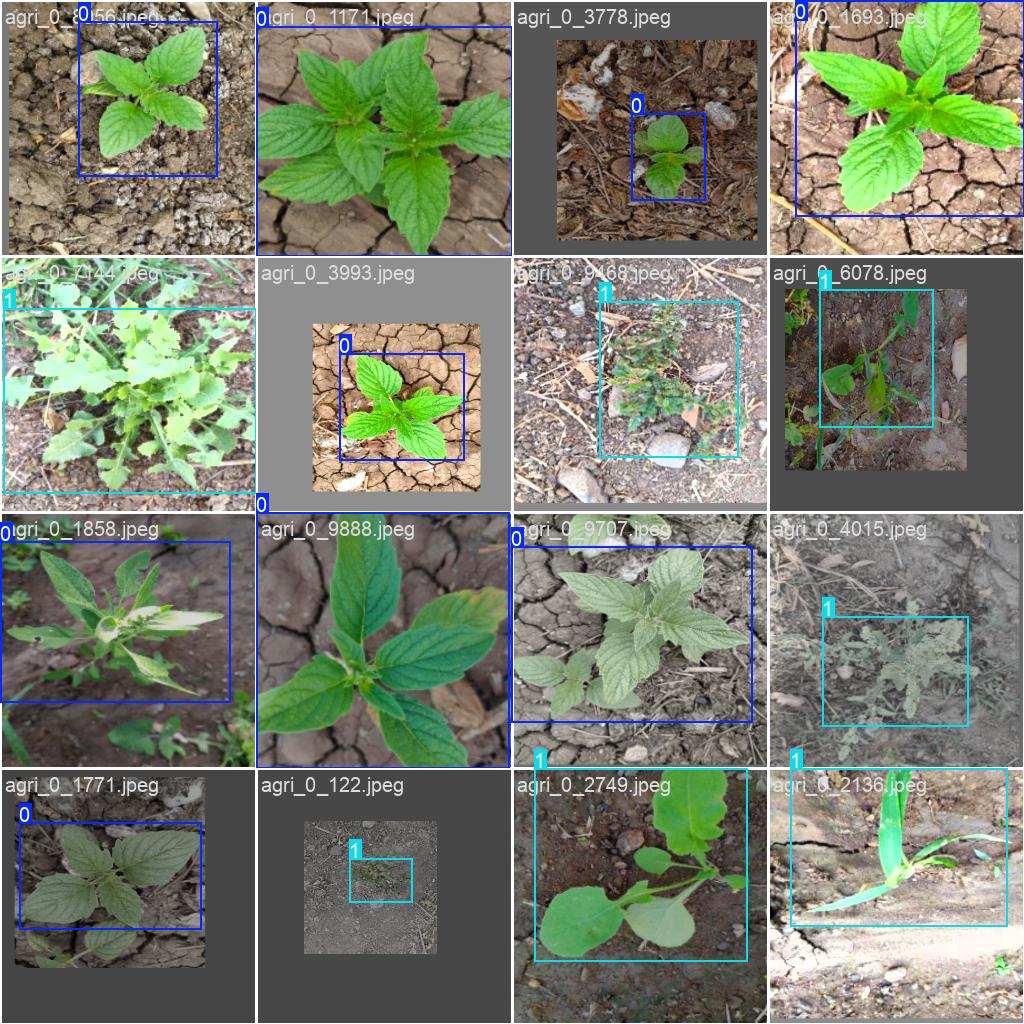 0
0 agri_0_1171.jpeg
agri_0_3778.jpeg
0
0 agri_0_1693.jpeg
agri_0_7144.jpeg
1
agri_0_3993.jpeg
0
agri_0_9468.jpeg
1
agri_0_6078.jpeg
1
agri_0_1858.jpeg
0
0
agri_0_9888.jpeg
agri_0_9707.jpeg
0
agri_0_4015.jpeg
1
agri_0_1771.jpeg
0
agri_0_122.jpeg
1
1
agri_0_2749.jpeg
1
agri_0_2136.jpeg